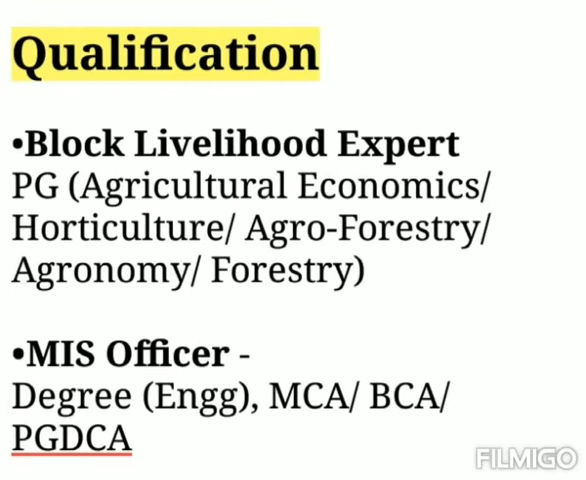 Qualification
•Block Livelihood Expert
PG (Agricultural Economics/
Horticulture/ Agro-Forestry/
Agronomy/ Forestry)
•MIS Officer -
Degree (Engg), MCA/ BCA/
PGDCA
FILMIGO